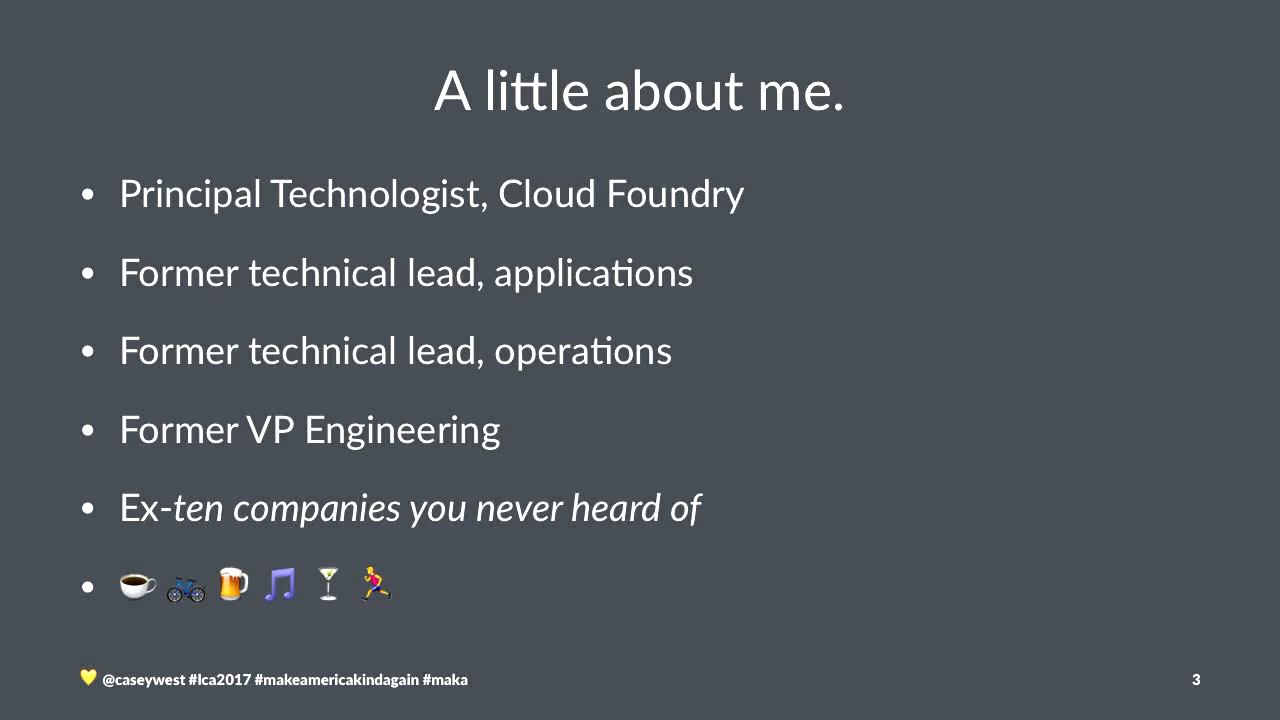 A little about me.
• Principal Technologist, Cloud Foundry
• Former technical lead, applications
• Former technical lead, operations
• Former VP Engineering
• Ex-ten companies you never heard of
• ☕ 🚲 🍺 🎵 🍸 🏃
💛 @caseywest #lca2017 #makeamericakindagain #maka
3